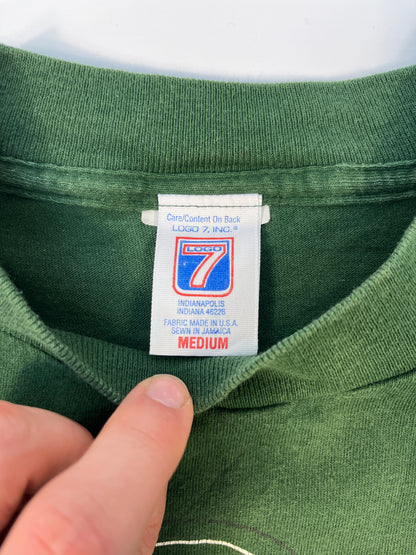 Care/Content On Back
LOGO 7, INC.®
LOGO
7
INDIANAPOLIS
INDIANA 46226
FABRIC MADE IN U.S.A.
SEWN IN JAMAICA
MEDIUM